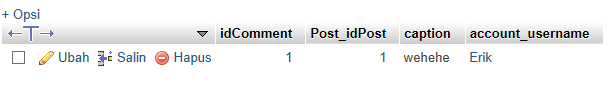 + Opsi
←T→ idComment Post_idPost caption account_username
Ubah Salin Hapus 1 1 wehehe Erik